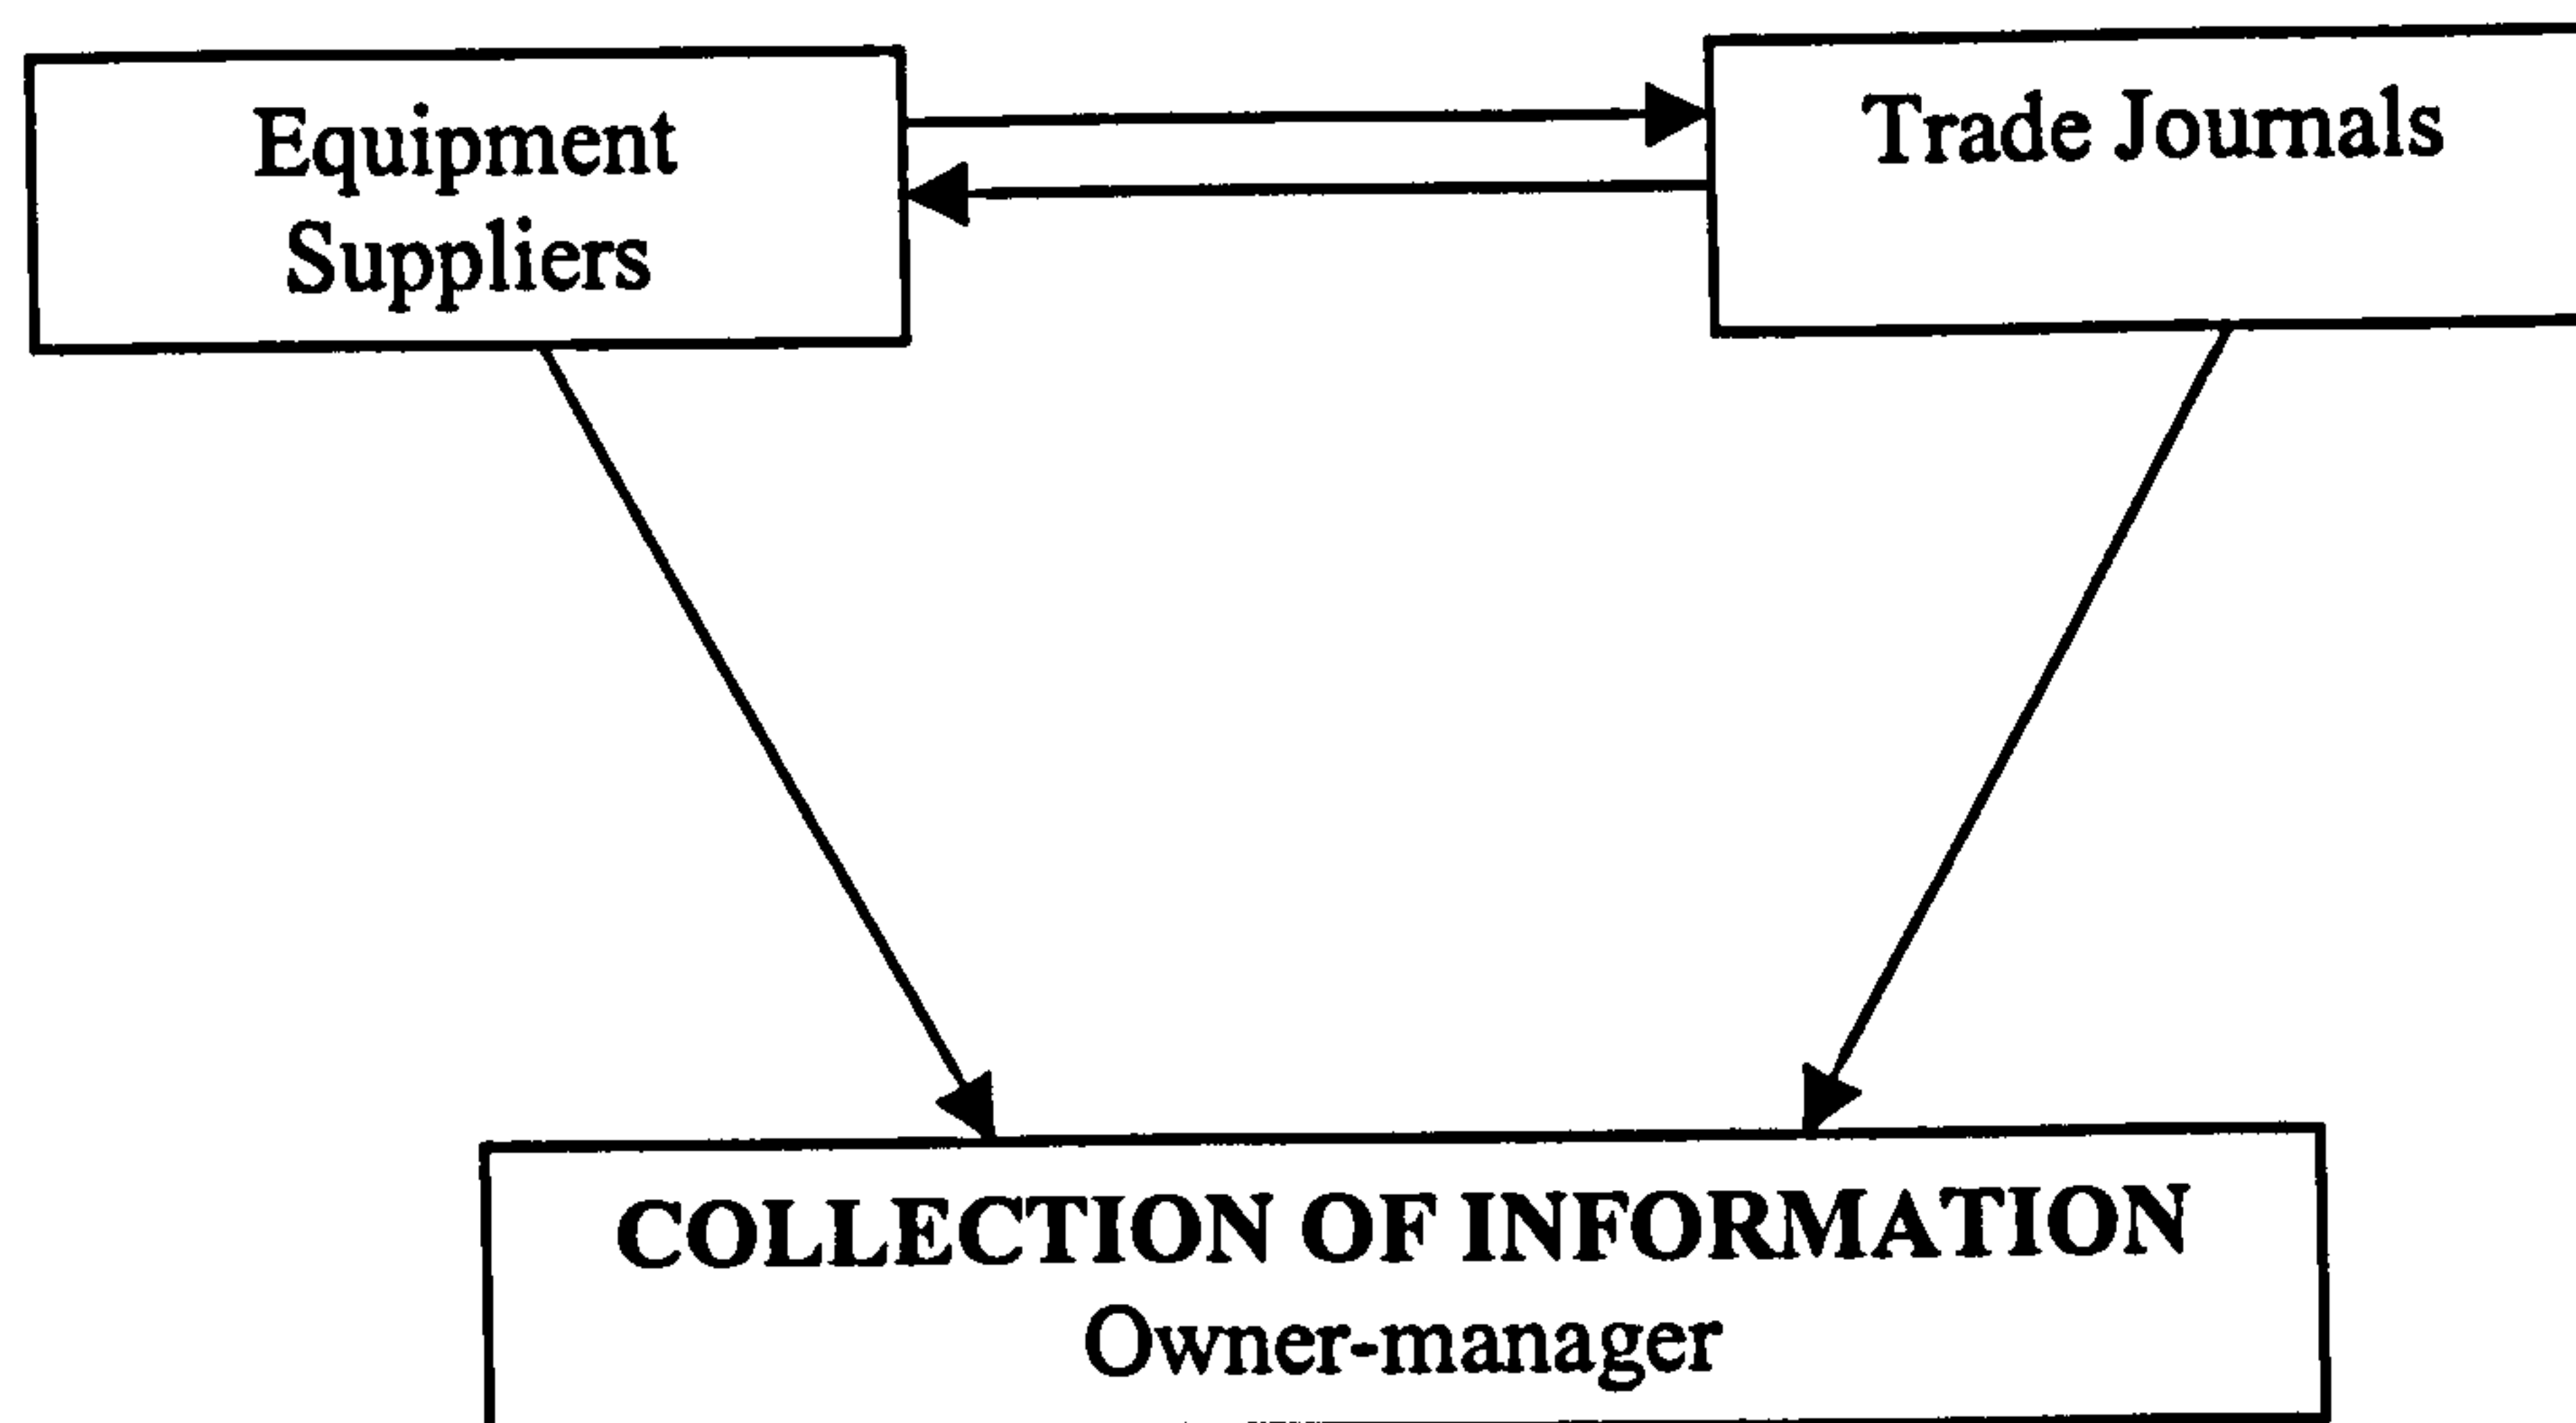 Equipment
Suppliers
Trade Journals
COLLECTION OF INFORMATION
Owner-manager